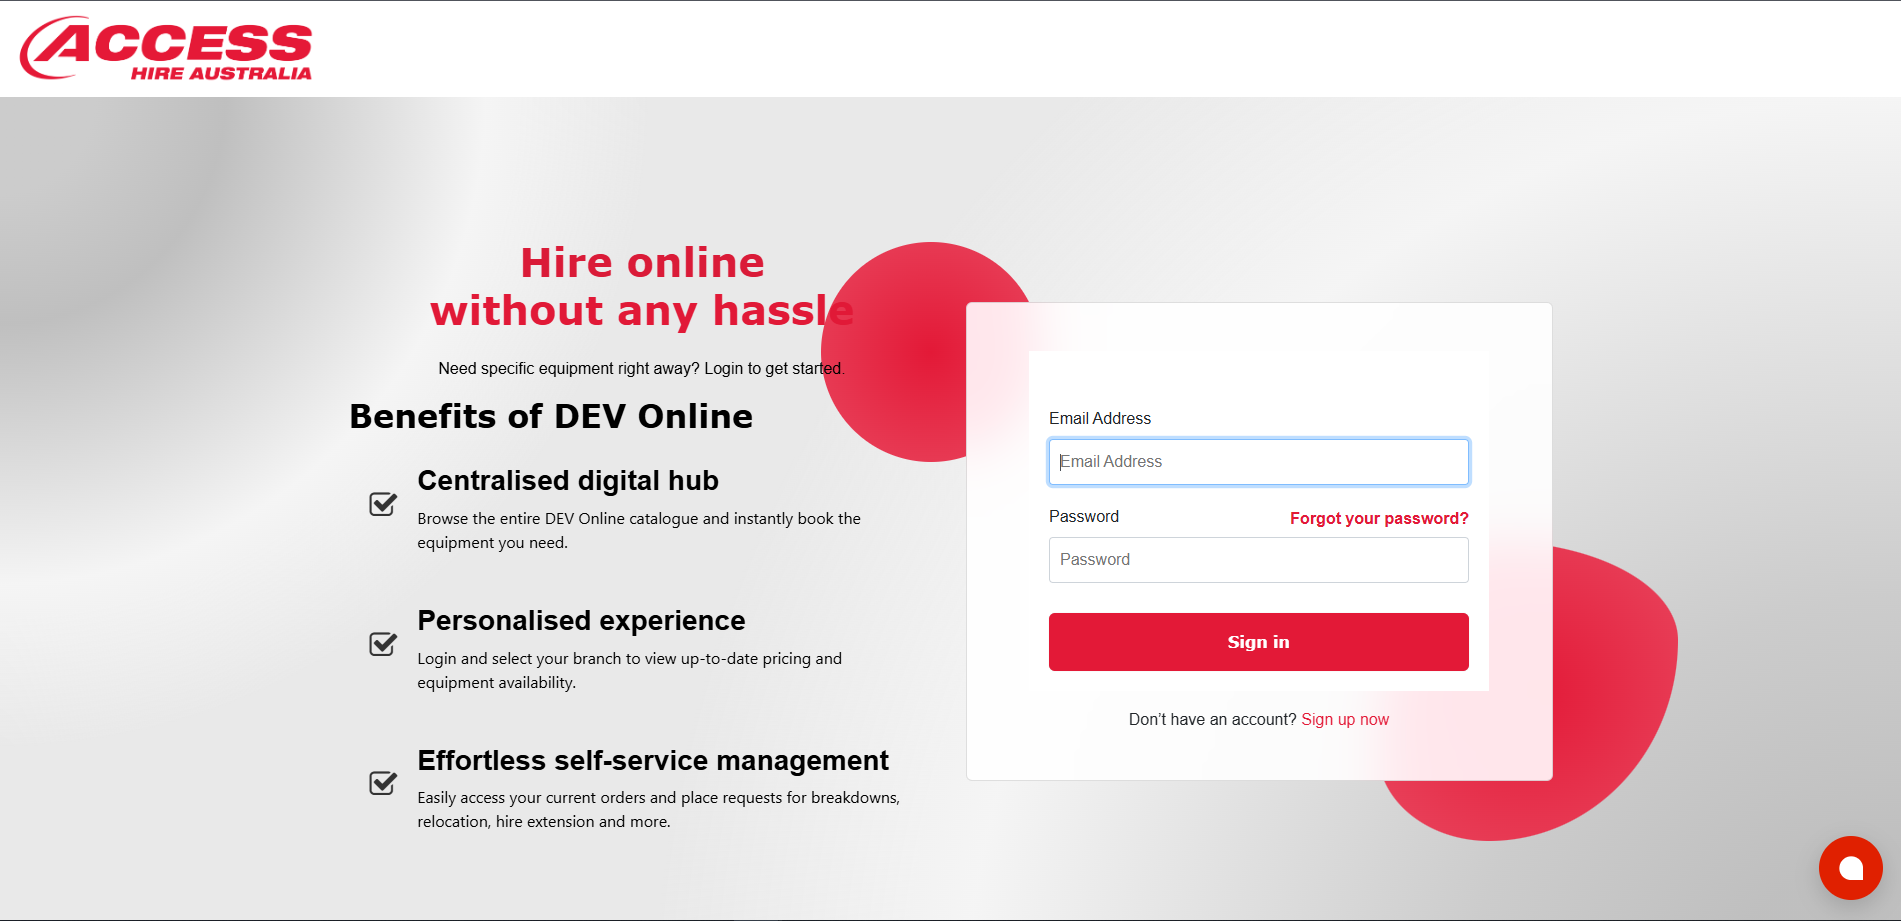 ACCESS
HIRE AUSTRALIA
Hire online
without any hassle
Need specific equipment right away? Login to get started.
Benefits of DEV Online
Centralised digital hub
Browse the entire DEV Online catalogue and instantly book the
equipment you need.
Personalised experience
Login and select your branch to view up-to-date pricing and
equipment availability.
Effortless self-service management
Easily access your current orders and place requests for breakdowns,
relocation, hire extension and more.
Email Address
Email Address
Password
Forgot your password?
Password
Sign in
Don’t have an account? Sign up now